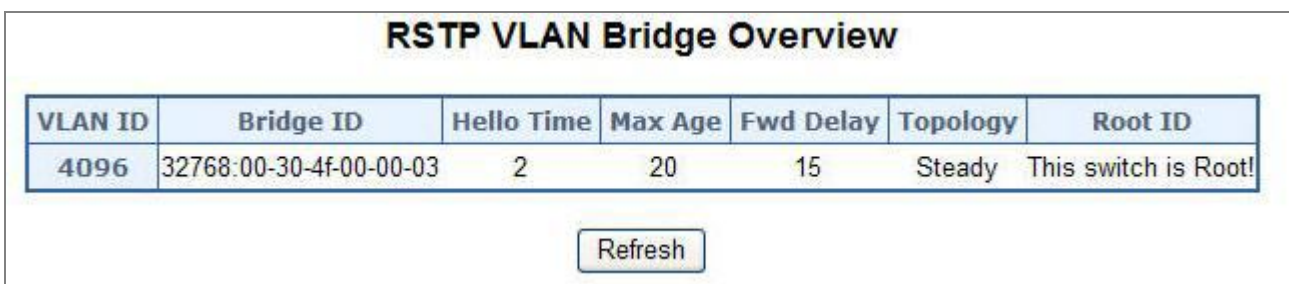 RSTP VLAN Bridge Overview
VLAN ID Bridge ID Hello Time Max Age Fwd Delay Topology Root ID
4096 32768:00-30-4f-00-00-03 2 20 15 Steady This switch is Root!
Refresh